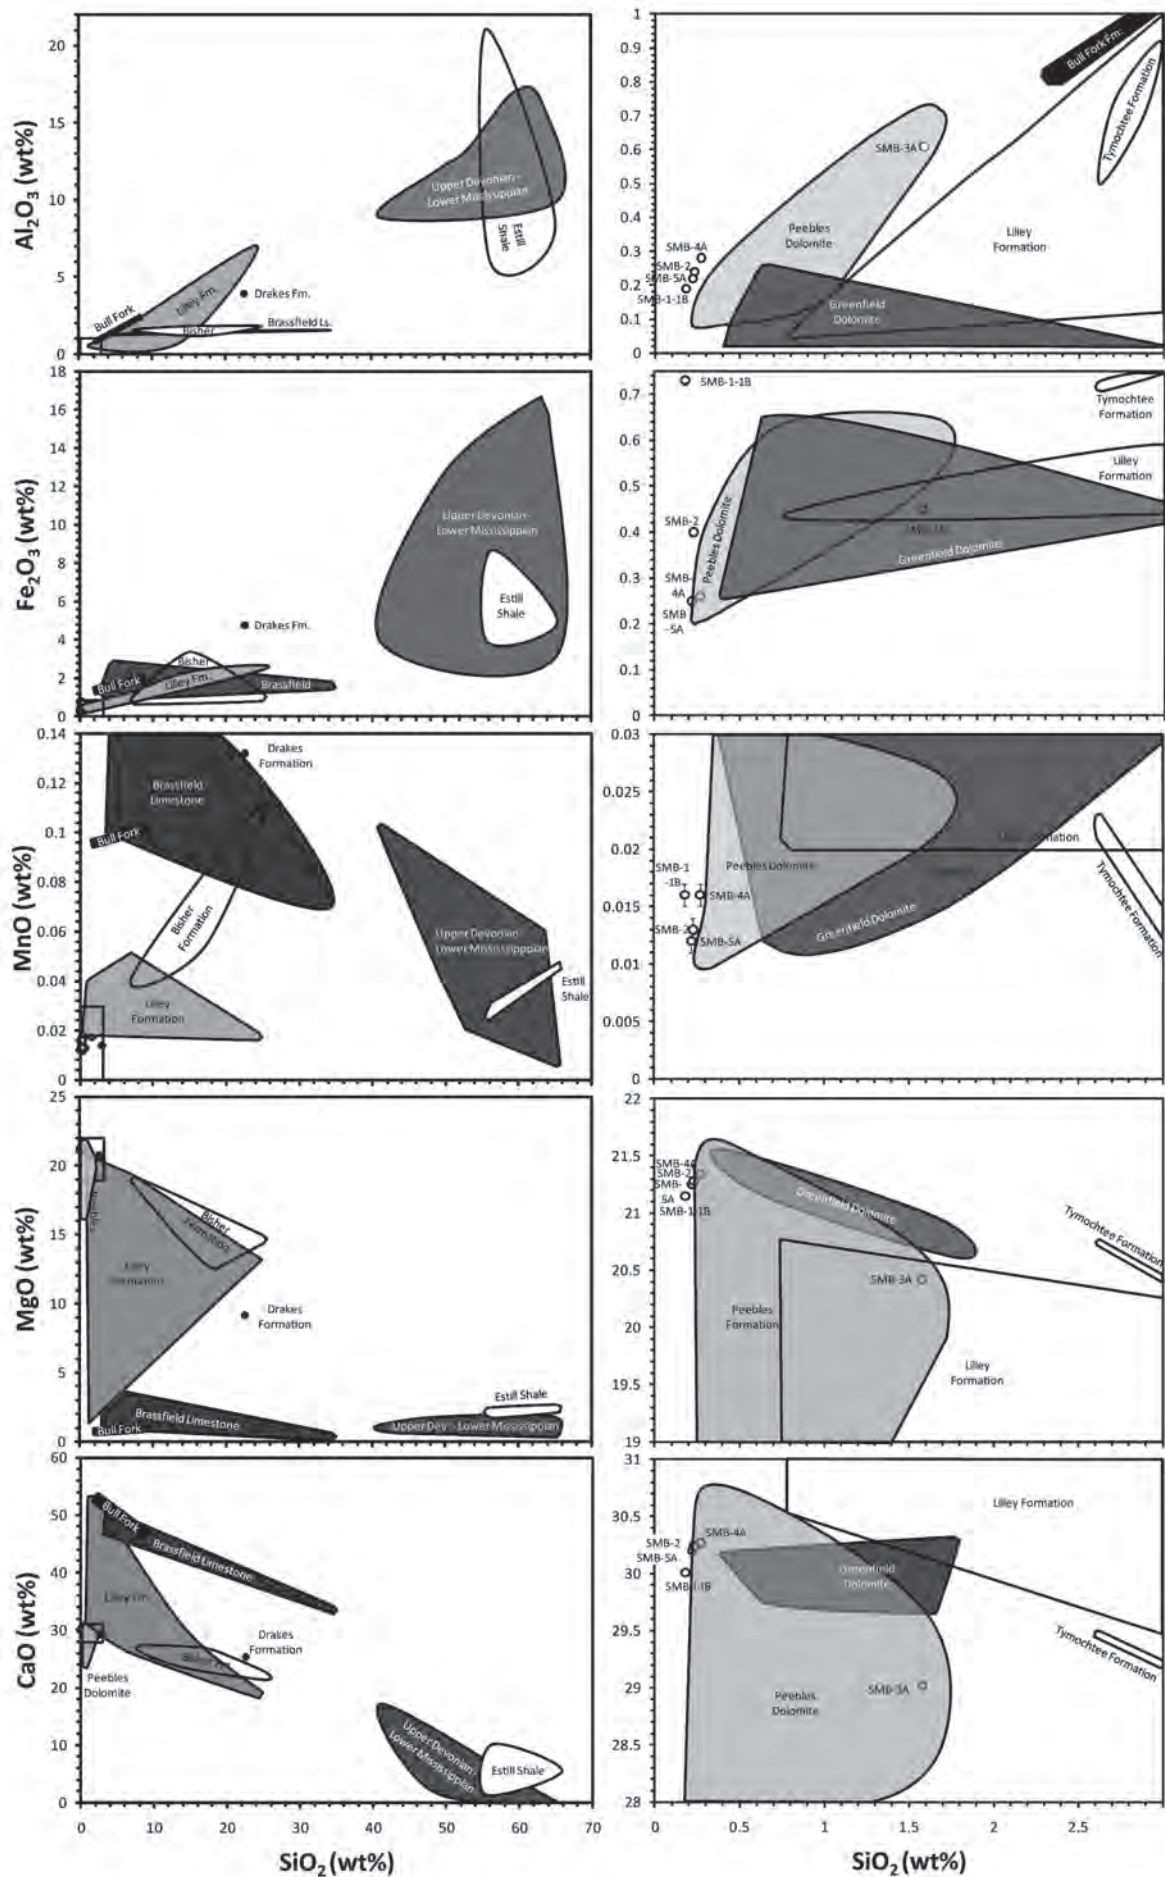 Al2O3 (wt%)
20
15
10
5
0
Upper Devonian-
Lower Mississippian
Estill
Shale
Bull Fork
Lilley Fm.
Drakes Fm.
Bisher
Brassfield Ls.
1
0.9
0.8
0.7
0.6
0.5
0.4
0.3
0.2
0.1
0
Bull Fork Fm.
Tymochtee Formation
SMB-3A
Peebles
Dolomite
Lilley
Formation
SMB-4A
SMB-2
SMB-5A
SMB-1-1B
Greenfield
Dolomite
Fe2O3 (wt%)
18
16
14
12
10
8
6
4
2
0
Upper Devonian-
Lower Mississippian
Estill
Shale
Drakes Fm.
Bisher
Bull Fork
Lilley Fm.
Brassfield
0.7
0.6
0.5
0.4
0.3
0.2
0.1
0
SMB-1-1B
Tymochtee
Formation
Lilley
Formation
SMB-2
Peebles Dolomite
Greenfield Dolomite
SMB-
4A
SMB
-5A
MnO (wt%)
0.14
0.12
0.1
0.08
0.06
0.04
0.02
0
Drakes
Formation
Brassfield
Limestone
Bull Fork
Bisher
Formation
Upper Devonian-
Lower Mississippian
Estill
Shale
Lilley
Formation
0.03
0.025
0.02
0.015
0.01
0.005
0
SMB-1
-1B
Peebles Dolomite
SMB-4A
SMB-2
SMB-5A
Greenfield Dolomite
Tymochtee
Formation
MgO (wt%)
25
20
15
10
5
0
Bisher
Formation
Lilley
Formation
Drakes
Formation
Estill Shale
Brassfield Limestone
Bull Fork
Upper Dev.- Lower Mississippian
22
21.5
21
20.5
20
19.5
19
SMB-4A
SMB-2
SMB-
5A
SMB-1-1B
Greenfield Dolomite
Tymochtee Formation
SMB-3A
Peebles
Formation
Lilley
Formation
CaO (wt%)
60
50
40
30
20
10
0
Bull Fork
Brassfield Limestone
Lilley Fm.
Drakes
Formation
Peebles
Dolomite
Upper Devonian-
Lower Mississippian
Estill Shale
0
10
20
30
40
50
60
70
SiO2 (wt%)
31
30.5
30
29.5
29
28.5
28
Lilley Formation
SMB-4A
SMB-2
SMB-5A
SMB-1-1B
Greenfield
Dolomite
Tymochtee Formation
SMB-3A
Peebles
Dolomite
0
0.5
1
1.5
2
2.5
SiO2 (wt%)